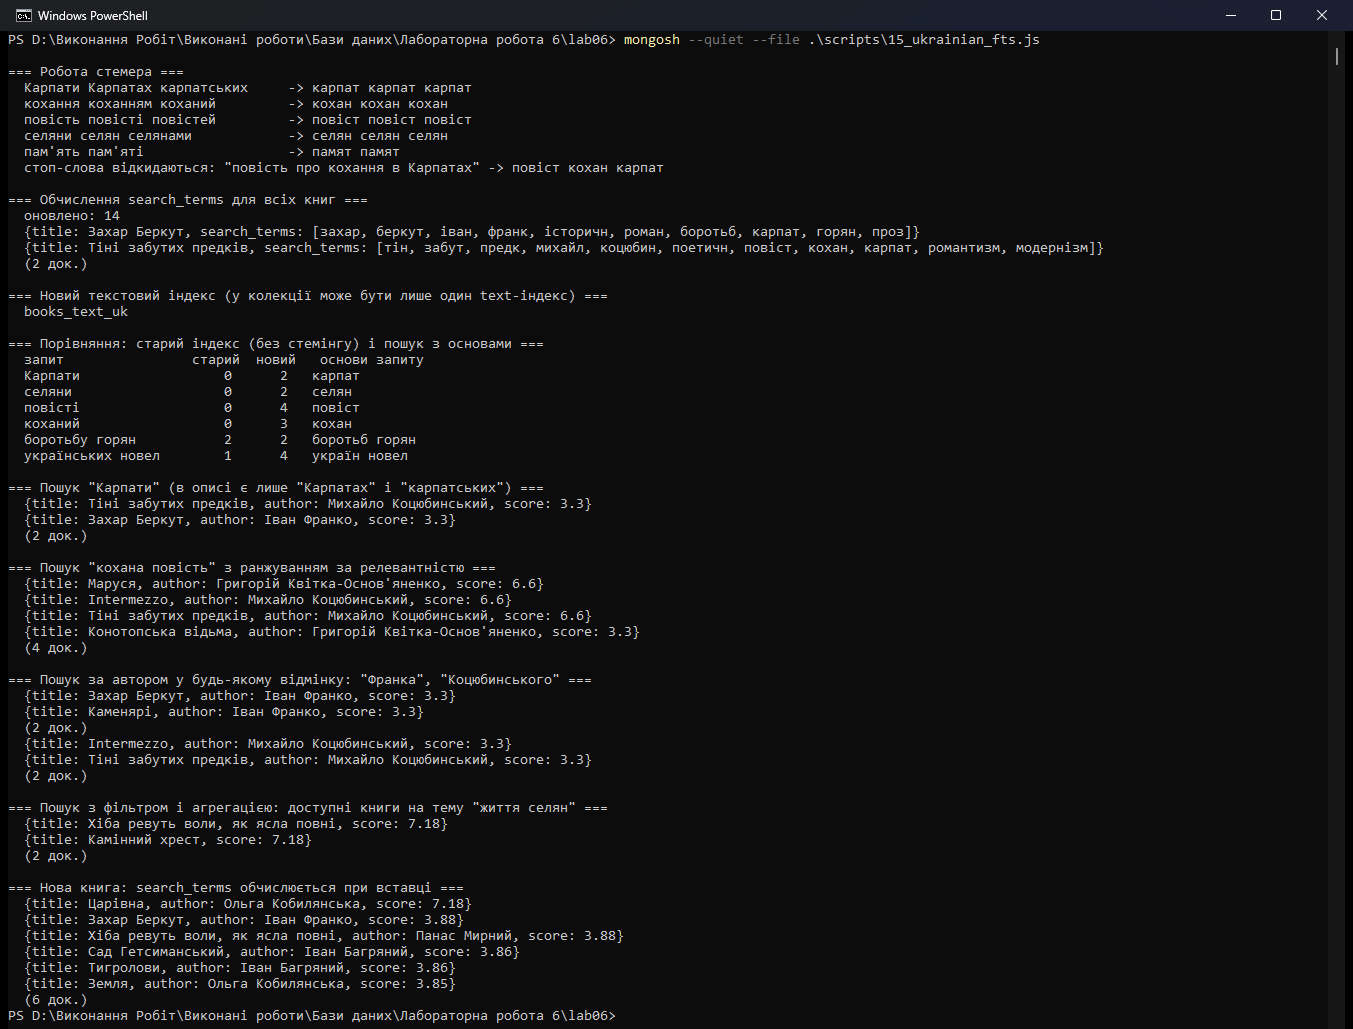 Windows PowerShell
PS D:\Виконання Робіт\Виконані роботи\Бази даних\Лабораторна робота 6\lab06> mongosh --quiet --file .\scripts\15_ukrainian_fts.js
=== Робота стемера ===
Карпати Карпатах карпатських -> карпат карпат карпат
кохання коханням коханий -> кохан кохан кохан
повість повісті повістей -> повіст повіст повіст
селяни селян селянами -> селян селян селян
пам'ять пам'яті -> памят памят
стоп-слова відкидаються: "повість про кохання в Карпатах" -> повіст кохан карпат
=== Обчислення search_terms для всіх книг ===
оновлено: 14
{title: Захар Беркут, search_terms: [захар, беркут, іван, франк, історичн, роман, боротьб, карпат, горян, проз]}
{title: Тіні забутих предків, search_terms: [тін, забут, предк, михайл, коцюбин, поетичн, повіст, кохан, карпат, романтизм, модернізм]}
(2 док.)
=== Новий текстовий індекс (у колекції може бути лише один text-індекс) ===
books_text_uk
=== Порівняння: старий індекс (без стемінгу) і пошук з основами ===
запит старий новий основи запиту
Карпати 0 2 карпат
селяни 0 2 селян
повісті 0 4 повіст
коханий 0 3 кохан
боротьбу горян 2 2 боротьб горян
українських новел 1 4 україн новел
=== Пошук "Карпати" (в описі є лише "Карпатах" і "карпатських") ===
{title: Тіні забутих предків, author: Михайло Коцюбинський, score: 3.3}
{title: Захар Беркут, author: Іван Франко, score: 3.3}
(2 док.)
=== Пошук "кохана повість" з ранжуванням за релевантністю ===
{title: Маруся, author: Григорій Квітка-Основ'яненко, score: 6.6}
{title: Intermezzo, author: Михайло Коцюбинський, score: 6.6}
{title: Тіні забутих предків, author: Михайло Коцюбинський, score: 6.6}
{title: Конотопська відьма, author: Григорій Квітка-Основ'яненко, score: 3.3}
(4 док.)
=== Пошук за автором у будь-якому відмінку: "Франка", "Коцюбинського" ===
{title: Захар Беркут, author: Іван Франко, score: 3.3}
{title: Каменярі, author: Іван Франко, score: 3.3}
(2 док.)
{title: Intermezzo, author: Михайло Коцюбинський, score: 3.3}
{title: Тіні забутих предків, author: Михайло Коцюбинський, score: 3.3}
(2 док.)
=== Пошук з фільтром і агрегацією: доступні книги на тему "життя селян" ===
{title: Хіба ревуть воли, як ясла повні, score: 7.18}
{title: Камінний хрест, score: 7.18}
(2 док.)
=== Нова книга: search_terms обчислюється при вставці ===
{title: Царівна, author: Ольга Кобилянська, score: 7.18}
{title: Захар Беркут, author: Іван Франко, score: 3.88}
{title: Хіба ревуть воли, як ясла повні, author: Панас Мирний, score: 3.88}
{title: Сад Гетсиманський, author: Іван Багряний, score: 3.86}
{title: Тигролови, author: Іван Багряний, score: 3.86}
{title: Земля, author: Ольга Кобилянська, score: 3.85}
(6 док.)
PS D:\Виконання Робіт\Виконані роботи\Бази даних\Лабораторна робота 6\lab06>